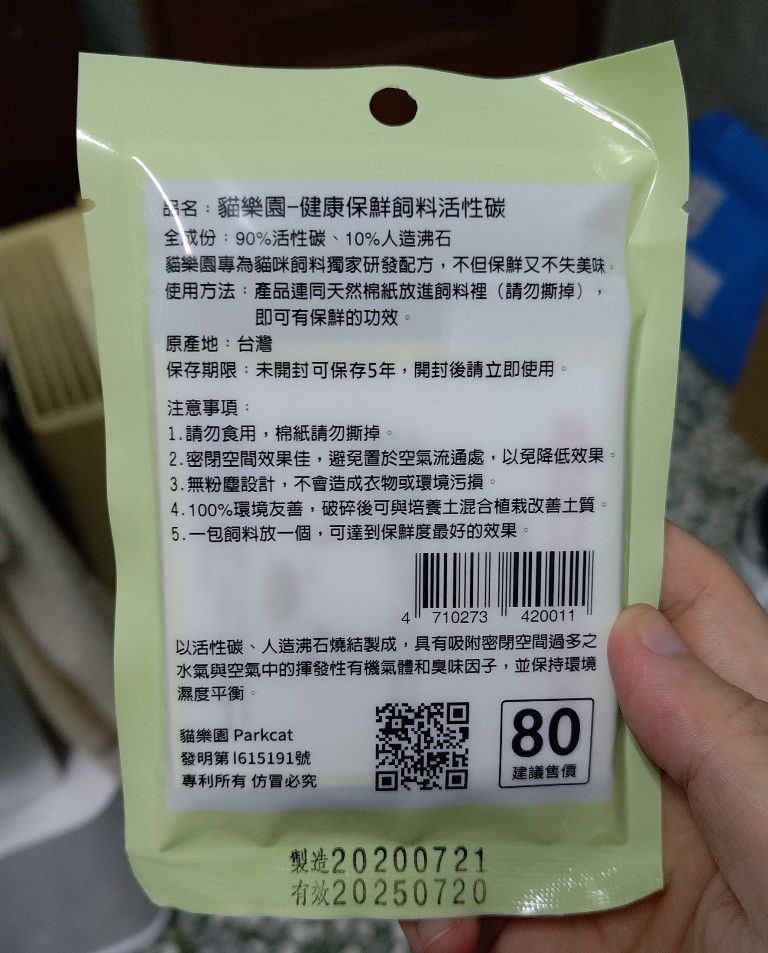 品名：貓樂園-健康保鮮飼料活性碳
全成份：90%活性碳、10%人造沸石
貓樂園專為貓咪飼料獨家研發配方，不但保鮮又不失美味。
使用方法：產品連同天然棉紙放進飼料裡（請勿撕掉），
即可有保鮮的功效。
原產地：台灣
保存期限：未開封可保存5年，開封後請立即使用。
注意事項：
1.請勿食用，棉紙請勿撕掉。
2.密閉空間效果佳，避免置於空氣流通處，以免降低效果。
3.無粉塵設計，不會造成衣物或環境污損。
4.100%環境友善，破碎後可與培養土混合植栽改善土質。
5.一包飼料放一個，可達到保鮮度最好的效果。
4 710273 420011
以活性碳、人造沸石燒結製成，具有吸附密閉空間過多之
水氣與空氣中的揮發性有機氣體和臭味因子，並保持環境
濕度平衡。
貓樂園 Parkcat
發明第I615191號
專利所有 仿冒必究
80
建議售價
製造20200721
有效20250720